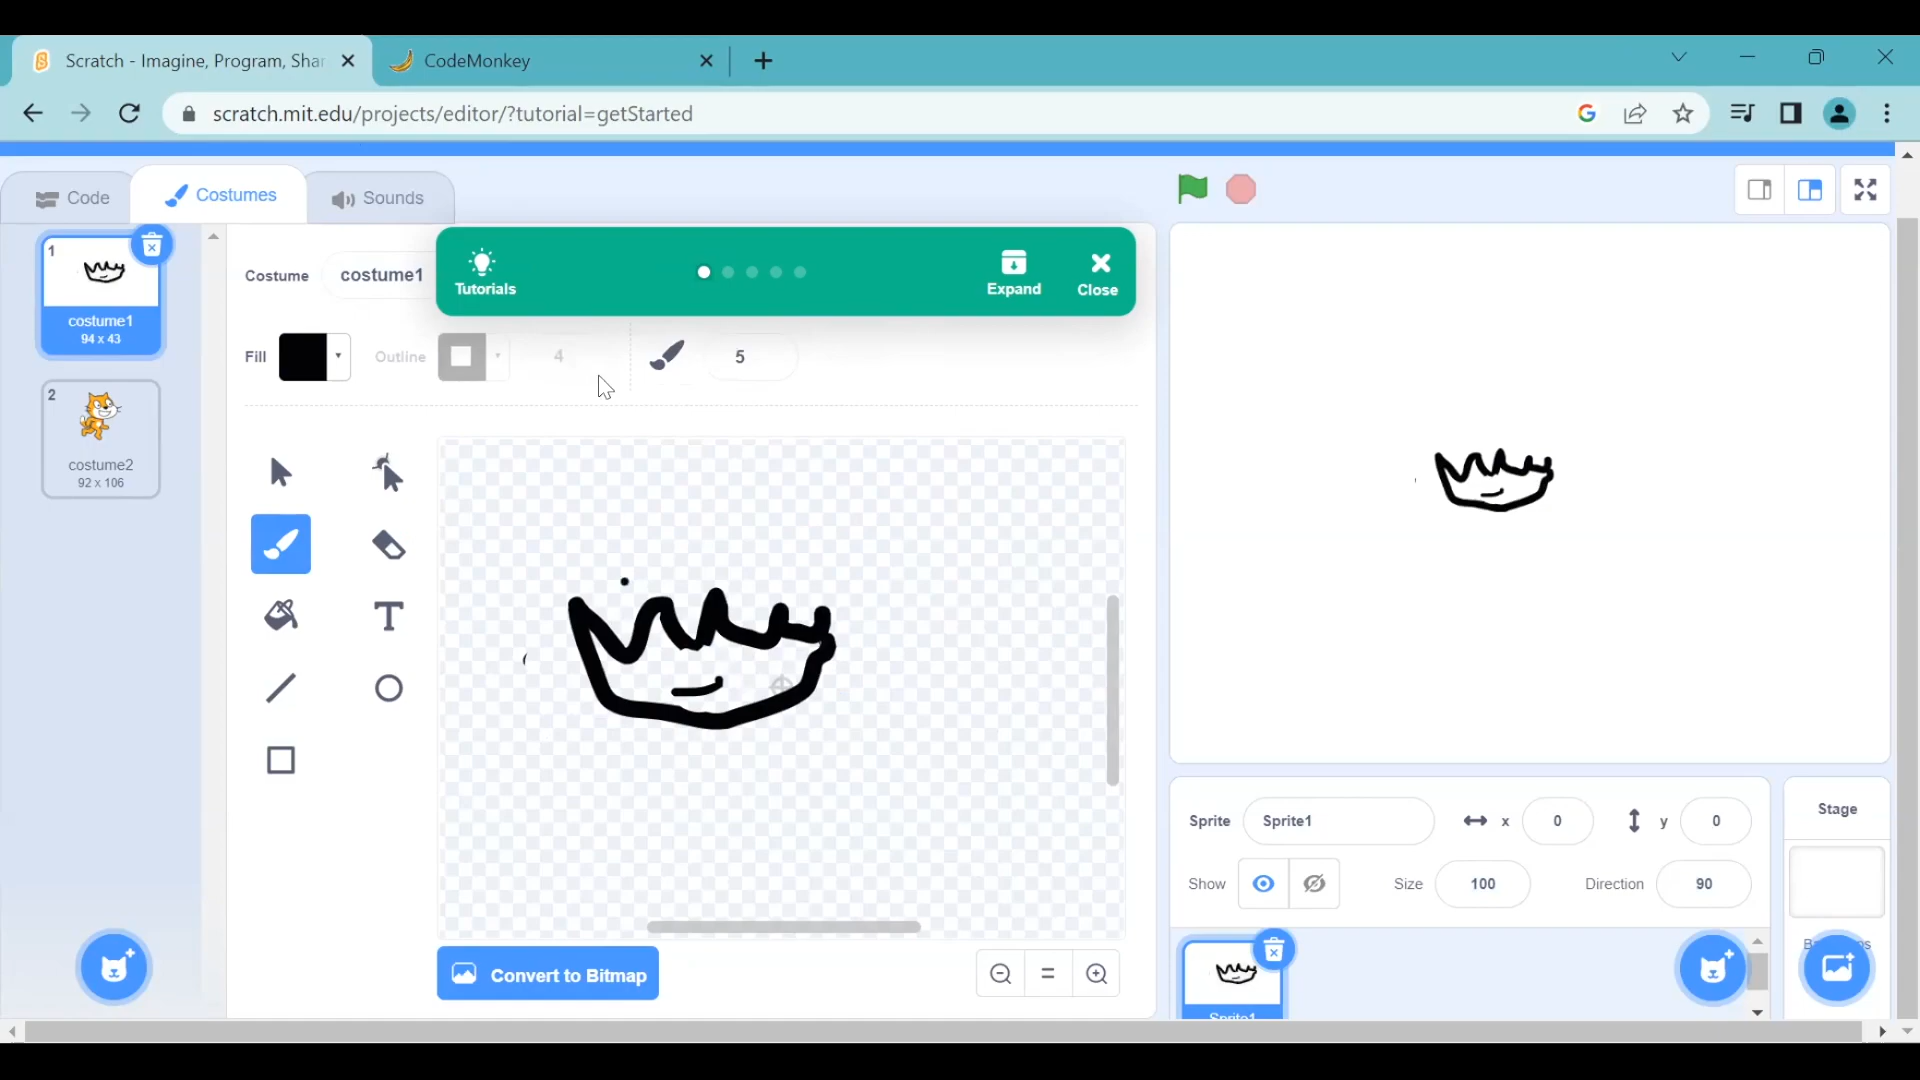 Scratch - Imagine, Program, Shar
CodeMonkey
scratch.mit.edu/projects/editor/?tutorial=getStarted
Code
Costumes
Sounds
1
costume1
94 x 43
2
costume2
92 x 106
Costume
costume1
Tutorials
Expand
Close
Fill
Outline
4
5
Convert to Bitmap
Sprite
Sprite1
x
0
y
0
Show
Size
100
Direction
90
Stage
Sprite1